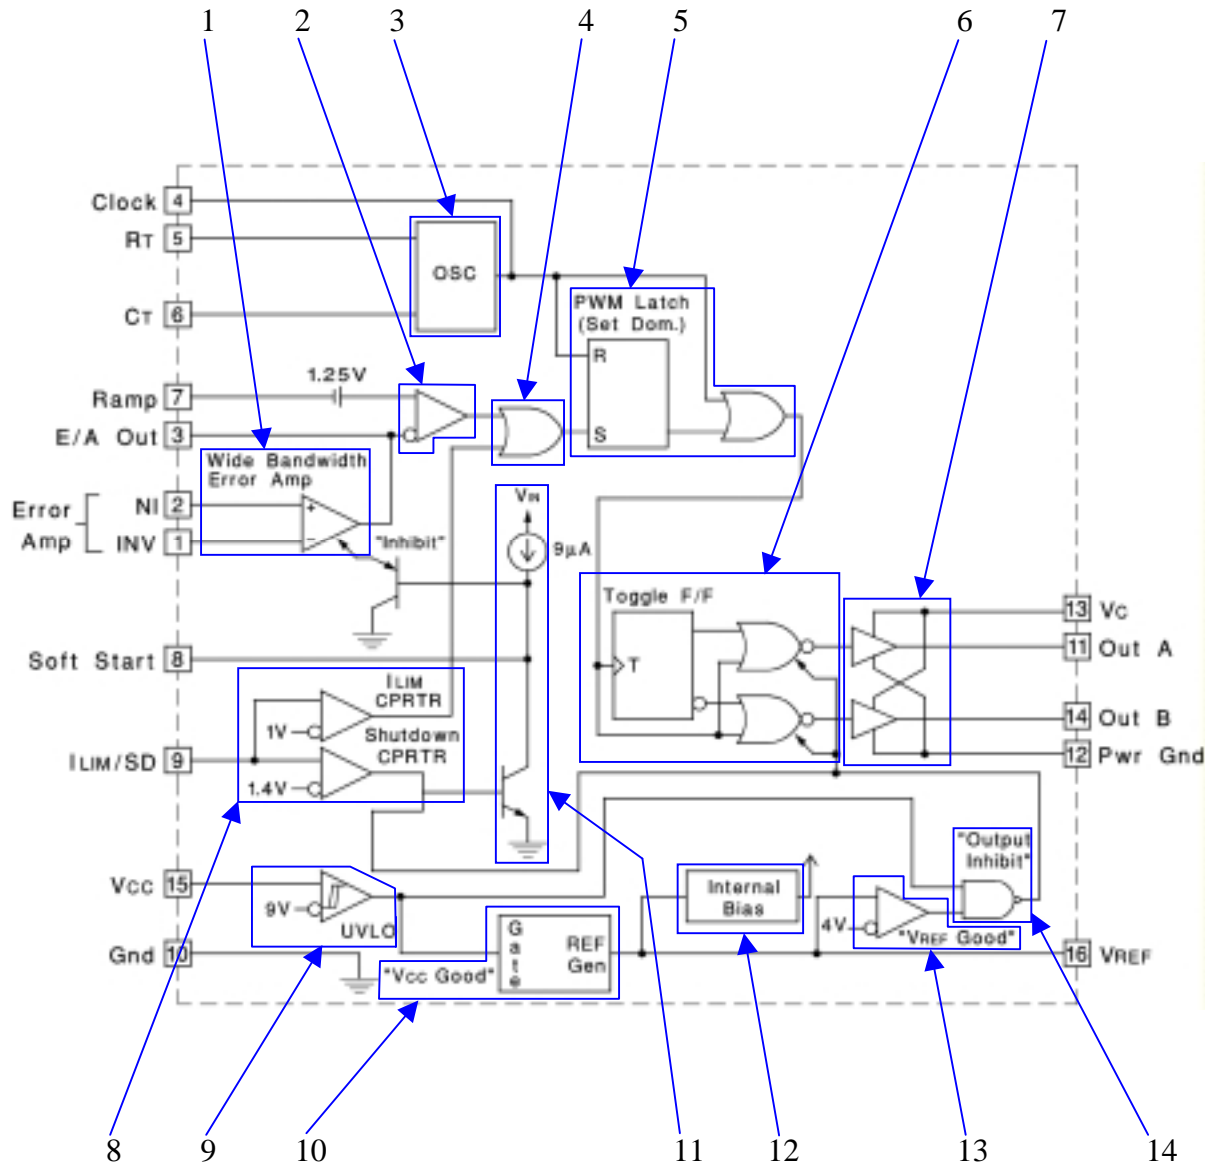 1 2 3 4 5 6 7
Clock 4
RT 5
OSC
CT 6
PWM Latch
(Set Dom.)
R
S
1.25V
Ramp 7
E/A Out 3
Wide Bandwidth
Error Amp
Error
Amp
NI 2
INV 1
+
−
"Inhibit"
VIN
9µA
Toggle F/F
T
13 Vc
11 Out A
14 Out B
12 Pwr Gnd
Soft Start 8
ILIM
CPRTR
1V
Shutdown
CPRTR
ILIM/SD 9
1.4V
"Output
Inhibit"
Vcc 15
9V
UVLO
Internal
Bias
4V
"VREF Good"
Gnd 10
"Vcc Good"
Gate
REF
Gen
16 VREF
8 9 10 11 12 13 14